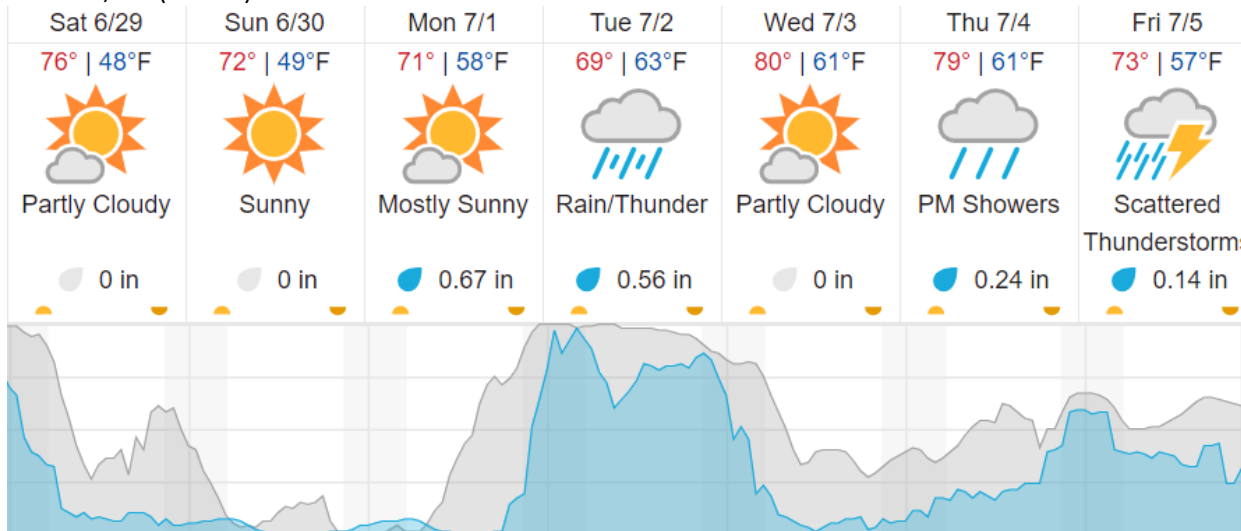 Sat 6/29 Sun 6/30 Mon 7/1 Tue 7/2 Wed 7/3 Thu 7/4 Fri 7/5
76° | 48°F 72° | 49°F 71° | 58°F 69° | 63°F 80° | 61°F 79° | 61°F 73° | 57°F
Partly Cloudy Sunny Mostly Sunny Rain/Thunder Partly Cloudy PM Showers Scattered
Thunderstorms
0 in 0 in 0.67 in 0.56 in 0 in 0.24 in 0.14 in